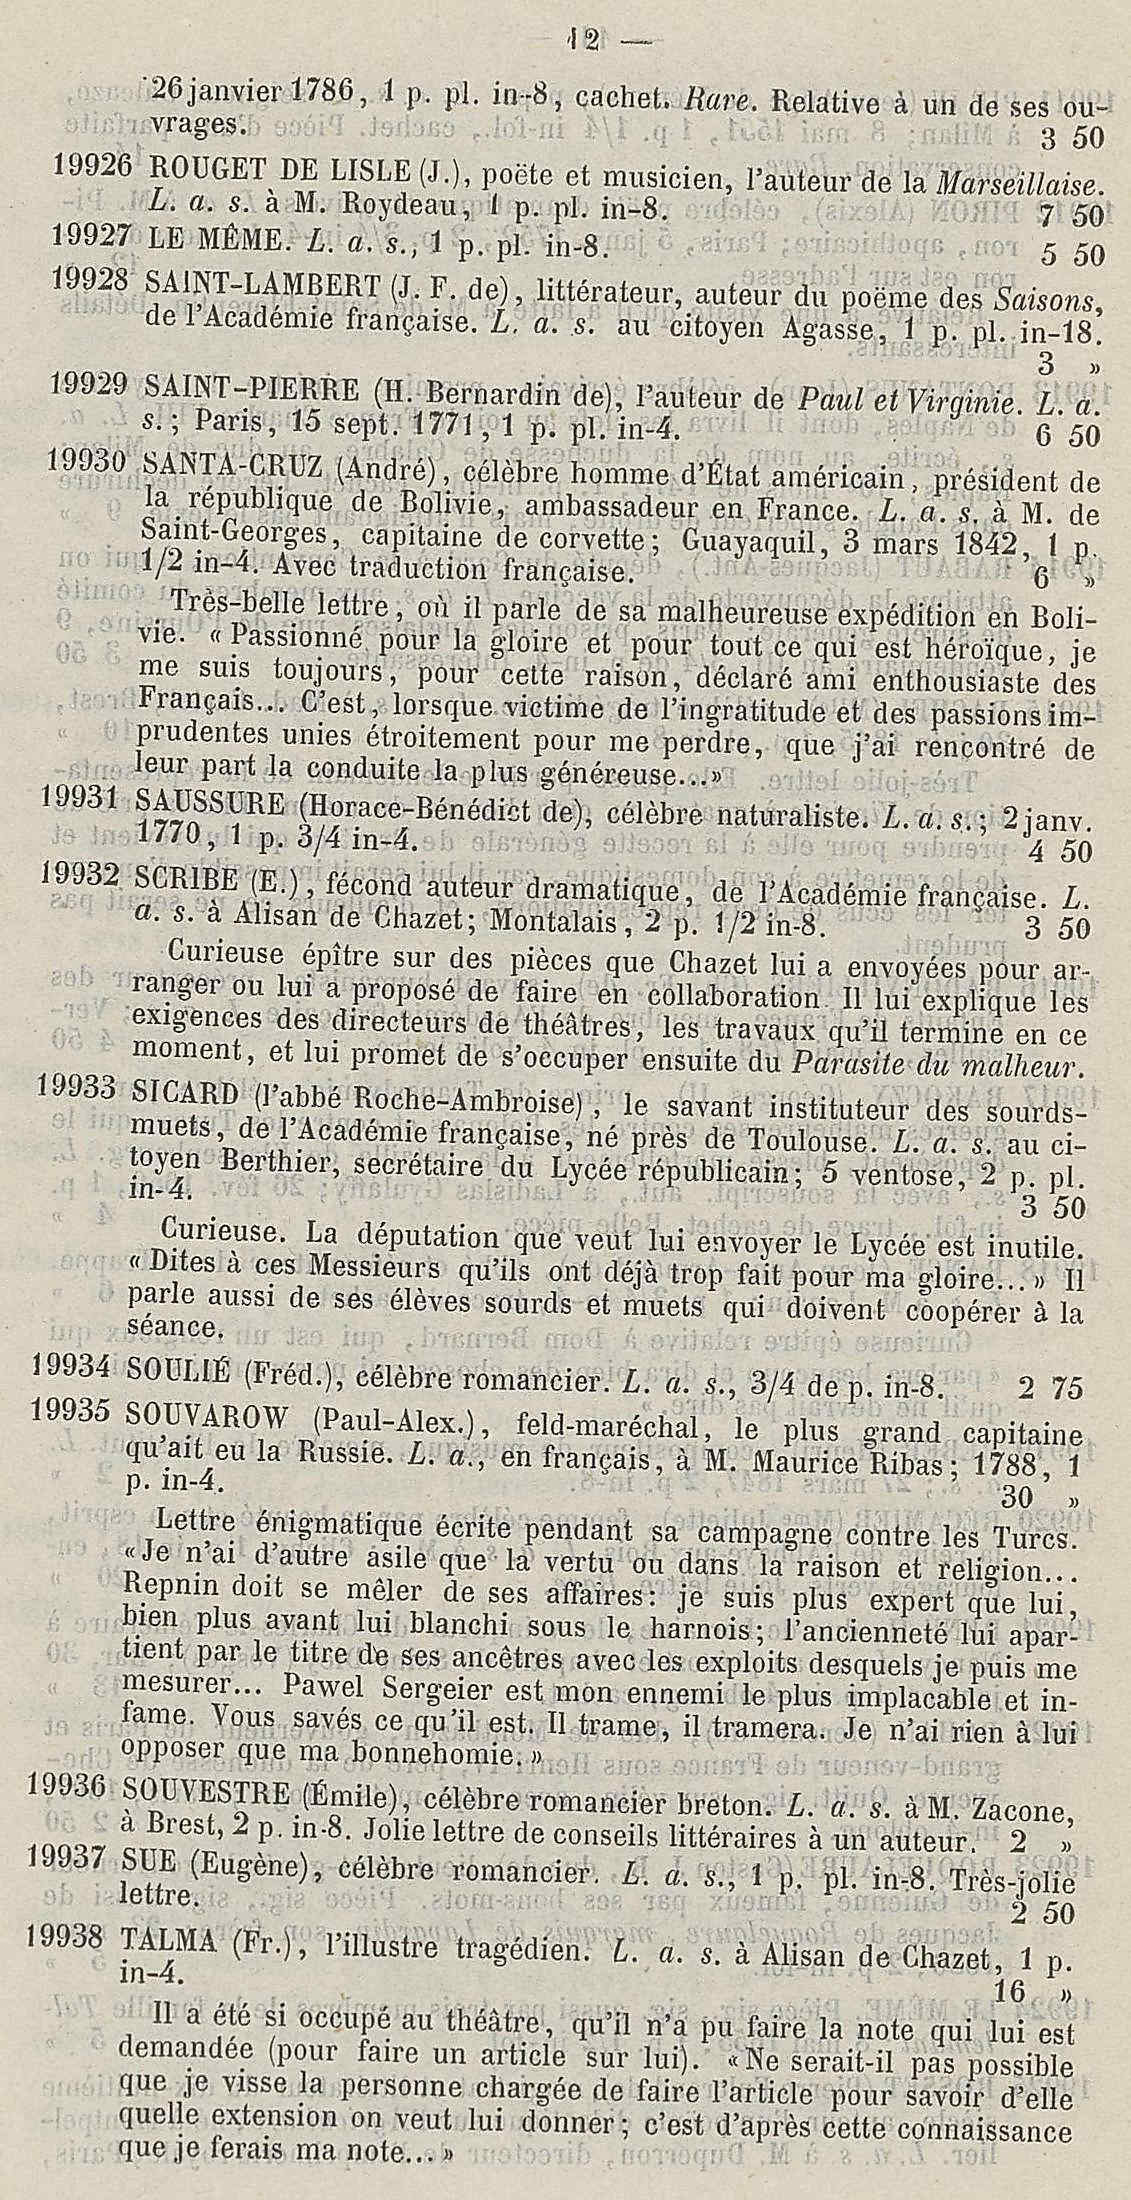 12 —
26 janvier 1786, 1 p. pl. in-8, cachet. Rare. Relative à un de ses ou-
vrages. 3 50
19926 ROUGET DE LISLE (J.), poëte et musicien, l'auteur de la Marseillaise.
L. a. s. à M. Roydeau, 1 p. pl. in-8. 7 50
19927 LE MÊME. L. a. s., 1 p. pl. in-8. 5 50
19928 SAINT-LAMBERT (J. F. de), littérateur, auteur du poëme des Saisons,
de l'Académie française. L. a. s. au citoyen Agasse, 1 p. pl. in-18.
3 »
19929 SAINT-PIERRE (H. Bernardin de), l'auteur de Paul et Virginie. L. a.
s.; Paris, 15 sept. 1771, 1 p. pl. in-4. 6 50
19930 SANTA-CRUZ (André), célèbre homme d'État américain, président de
la république de Bolivie, ambassadeur en France. L. a. s. à M. de
Saint-Georges, capitaine de corvette; Guayaquil, 3 mars 1842, 1 p.
1/2 in-4. Avec traduction française. 6 »
Très-belle lettre, où il parle de sa malheureuse expédition en Boli-
vie. « Passionné pour la gloire et pour tout ce qui est héroïque, je
me suis toujours, pour cette raison, déclaré ami enthousiaste des
Français... C'est, lorsque victime de l'ingratitude et des passions im-
prudentes unies étroitement pour me perdre, que j'ai rencontré de
leur part la conduite la plus généreuse...»
19931 SAUSSURE (Horace-Bénédict de), célèbre naturaliste. L. a. s.; 2 janv.
1770, 1 p. 3/4 in-4. 4 50
19932 SCRIBE (E.), fécond auteur dramatique, de l'Académie française. L.
a. s. à Alisan de Chazet; Montalais, 2 p. 1/2 in-8. 3 50
Curieuse épître sur des pièces que Chazet lui a envoyées pour ar-
ranger ou lui a proposé de faire en collaboration. Il lui explique les
exigences des directeurs de théâtres, les travaux qu'il termine en ce
moment, et lui promet de s'occuper ensuite du Parasite du malheur.
19933 SICARD (l'abbé Roche-Ambroise), le savant instituteur des sourds-
muets, de l'Académie française, né près de Toulouse. L. a. s. au ci-
toyen Berthier, secrétaire du Lycée républicain; 5 ventose, 2 p. pl.
in-4. 3 50
Curieuse. La députation que veut lui envoyer le Lycée est inutile.
« Dites à ces Messieurs qu'ils ont déjà trop fait pour ma gloire...» Il
parle aussi de ses élèves sourds et muets qui doivent coopérer à la
séance.
19934 SOULIÉ (Fréd.), célèbre romancier. L. a. s., 3/4 de p. in-8. 2 75
19935 SOUVAROW (Paul-Alex.), feld-maréchal, le plus grand capitaine
qu'ait eu la Russie. L. a., en français, à M. Maurice Ribas; 1788, 1
p. in-4. 30 »
Lettre énigmatique écrite pendant sa campagne contre les Turcs.
«Je n'ai d'autre asile que la vertu ou dans la raison et religion...
Repnin doit se mêler de ses affaires: je suis plus expert que lui,
bien plus avant lui blanchi sous le harnois; l'ancienneté lui apar-
tient par le titre de ses ancêtres avec les exploits desquels je puis me
mesurer... Pawel Sergeier est mon ennemi le plus implacable et in-
fame. Vous savés ce qu'il est. Il trame, il tramera. Je n'ai rien à lui
opposer que ma bonnehomie.»
19936 SOUVESTRE (Émile), célèbre romancier breton. L. a. s. à M. Zacone,
à Brest, 2 p. in-8. Jolie lettre de conseils littéraires à un auteur. 2 »
19937 SUE (Eugène), célèbre romancier. L. a. s., 1 p. pl. in-8. Très-jolie
lettre. 2 50
19938 TALMA (Fr.), l'illustre tragédien. L. a. s. à Alisan de Chazet, 1 p.
in-4. 16 »
Il a été si occupé au théâtre, qu'il n'a pu faire la note qui lui est
demandée (pour faire un article sur lui). «Ne serait-il pas possible
que je visse la personne chargée de faire l'article pour savoir d'elle
quelle extension on veut lui donner; c'est d'après cette connaissance
que je ferais ma note...»